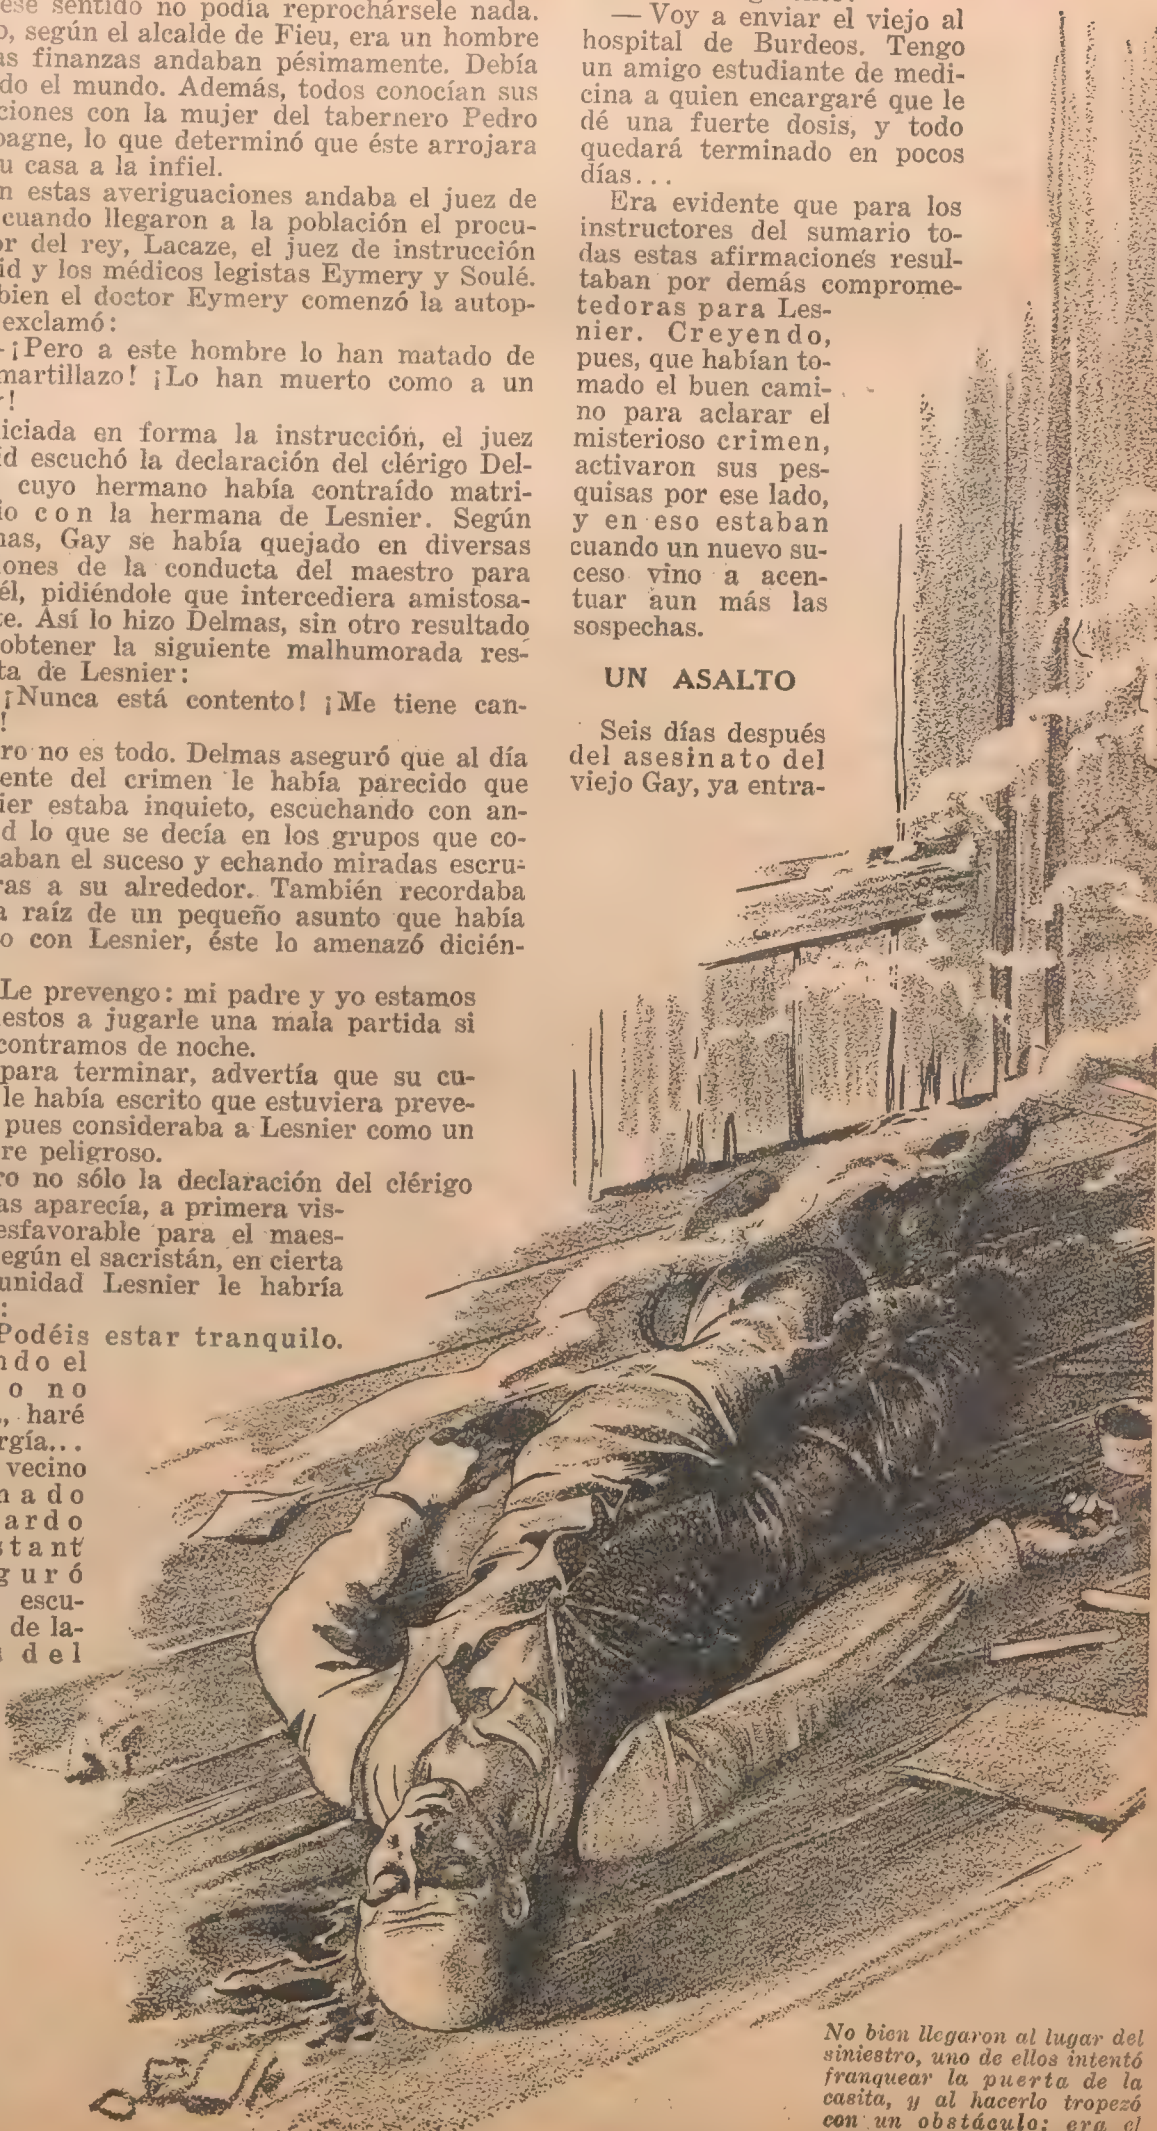 ese sentido no podía reprochársele nada.
, según el alcalde de Fieu, era un hombre
finanzas andaban pésimamente. Debía
do el mundo. Además, todos conocían sus
ciones con la mujer del tabernero Pedro
pagne, lo que determinó que éste arrojara
u casa a la infiel.
n estas averiguaciones andaba el juez de
cuando llegaron a la población el procu-
or del rey, Lacaze, el juez de instrucción
id y los médicos legistas Eymery y Soulé.
bien el doctor Eymery comenzó la autop-
exclamó:
-¡Pero a este hombre lo han matado de
martillazo! ¡Lo han muerto como a un
!
iciada en forma la instrucción, el juez
id escuchó la declaración del clérigo Del-
cuyo hermano había contraído matri-
io con la hermana de Lesnier. Según
nas, Gay se había quejado en diversas
iones de la conducta del maestro para
él, pidiéndole que intercediera amistosa-
te. Así lo hizo Delmas, sin otro resultado
obtener la siguiente malhumorada res-
ta de Lesnier:
¡Nunca está contento! ¡Me tiene can-
!
ro no es todo. Delmas aseguró que al día
ente del crimen le había parecido que
ier estaba inquieto, escuchando con an-
d lo que se decía en los grupos que co-
aban el suceso y echando miradas escru-
ras a su alrededor. También recordaba
a raíz de un pequeño asunto que había
o con Lesnier, éste lo amenazó dicién-
Le prevengo: mi padre y yo estamos
estos a jugarle una mala partida si
contramos de noche.
para terminar, advertía que su cu-
le había escrito que estuviera preve-
pues consideraba a Lesnier como un
re peligroso.
ro no sólo la declaración del clérigo
as aparecía, a primera vis-
esfavorable para el maes-
egún el sacristán, en cierta
unidad Lesnier le habría
:
Podéis estar tranquilo.
ndo el
o no
, haré
rgía...
vecino
nado
ardo
stant
guró
escu-
de la-
s del
— Voy a enviar el viejo al
hospital de Burdeos. Tengo
un amigo estudiante de medi-
cina a quien encargaré que le
dé una fuerte dosis, y todo
quedará terminado en pocos
días...
Era evidente que para los
instructores del sumario to-
das estas afirmaciones resul-
taban por demás comprome-
tedoras para Les-
nier. Creyendo,
pues, que habían to-
mado el buen cami-
no para aclarar el
misterioso crimen,
activaron sus pes-
quisas por ese lado,
y en eso estaban
cuando un nuevo su-
ceso vino a acen-
tuar aun más las
sospechas.
UN ASALTO
Seis días después
del asesinato del
viejo Gay, ya entra-
No bien llegaron al lugar del
siniestro, uno de ellos intentó
franquear la puerta de la
casita, y al hacerlo tropezó
con un obstáculo: era el